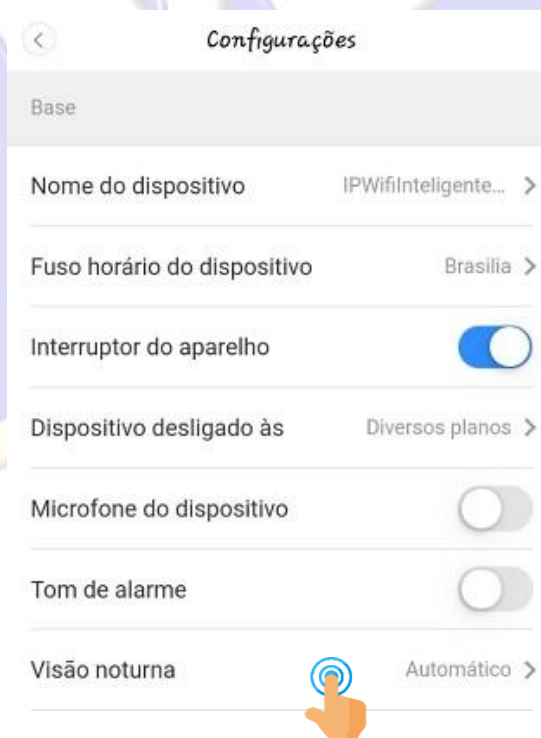 Configurações
Base
Nome do dispositivo IPWifiInteligente...
Fuso horário do dispositivo Brasilia
Interruptor do aparelho
Dispositivo desligado às Diversos planos
Microfone do dispositivo
Tom de alarme
Visão noturna Automático